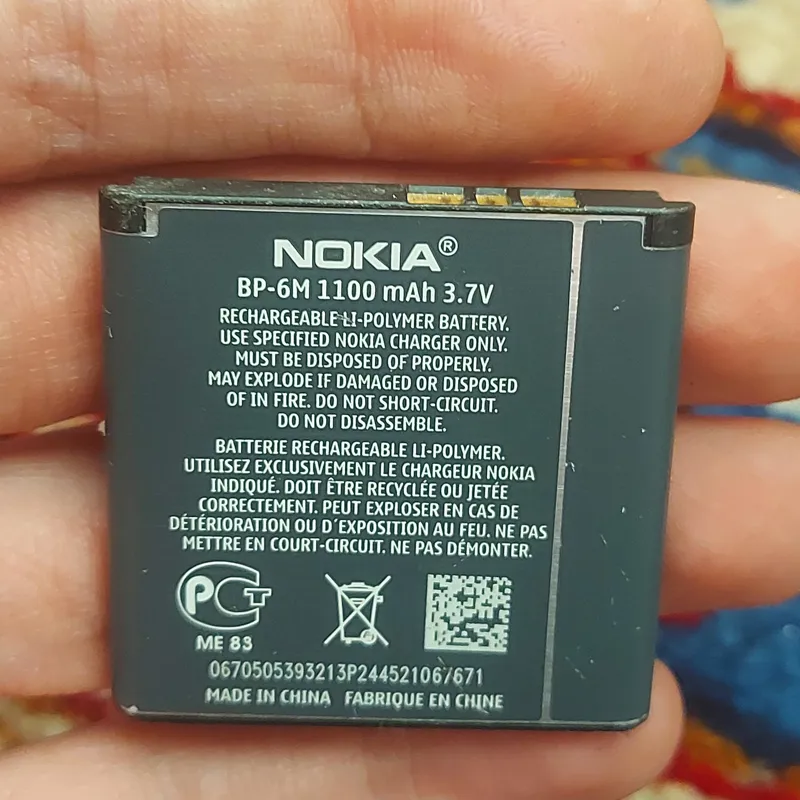 NOKIA®
BP-6M 1100 mAh 3.7V
RECHARGEABLE LI-POLYMER BATTERY.
USE SPECIFIED NOKIA CHARGER ONLY.
MUST BE DISPOSED OF PROPERLY.
MAY EXPLODE IF DAMAGED OR DISPOSED
OF IN FIRE. DO NOT SHORT-CIRCUIT.
DO NOT DISASSEMBLE.
BATTERIE RECHARGEABLE LI-POLYMER.
UTILISEZ EXCLUSIVEMENT LE CHARGEUR NOKIA
INDIQUÉ. DOIT ÊTRE RECYCLÉE OU JETÉE
CORRECTEMENT. PEUT EXPLOSER EN CAS DE
DÉTÉRIORATION OU D´EXPOSITION AU FEU. NE PAS
METTRE EN COURT-CIRCUIT. NE PAS DÉMONTER.
PCT
ME 83
0670505393213P244521067671
MADE IN CHINA FABRIQUE EN CHINE